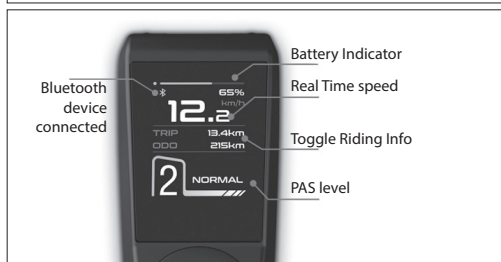 Battery Indicator
Real Time speed
Toggle Riding Info
PAS level
Bluetooth
device
connected
65%
km/h
12.2
TRIP 13.4km
ODO 215km
2 NORMAL